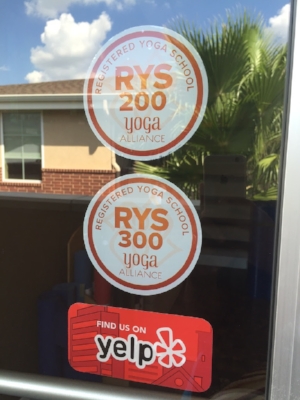 REGISTERED YOGA SCHOOL
RYS
200
yoga
ALLIANCE
REGISTERED YOGA SCHOOL
RYS
300
yoga
ALLIANCE
FIND US ON
yelp